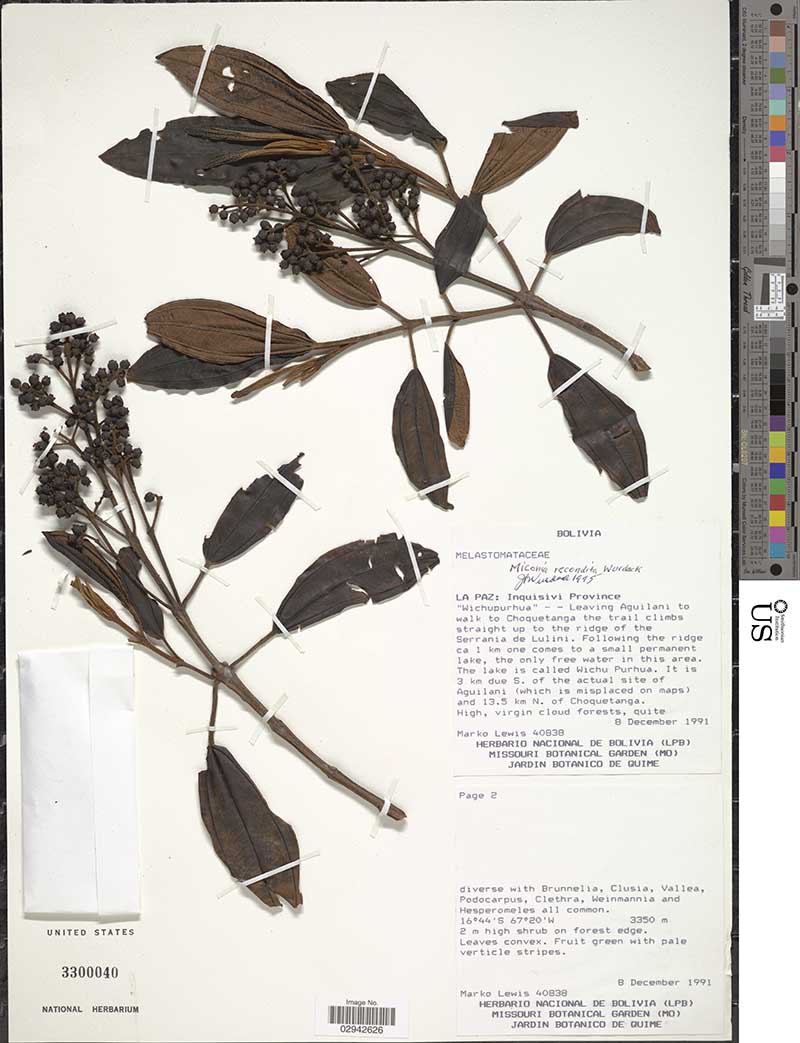 BOLIVIA
MELASTOMATACEAE
Miconia recondita Wurdack
JJWurdack 1995
LA PAZ: Inquisivi Province
"Wichupurhua" - - Leaving Aguilani to
walk to Choquetanga the trail climbs
straight up to the ridge of the
Serrania de Lulini. Following the ridge
ca 1 km one comes to a small permanent
lake, the only free water in this area.
The lake is called Wichu Purhua. It is
3 km due S. of the actual site of
Aguilani (which is misplaced on maps)
and 13.5 km N. of Choquetanga.
High, virgin cloud forests, quite
8 December 1991
Marko Lewis 40838
HERBARIO NACIONAL DE BOLIVIA (LPB)
MISSOURI BOTANICAL GARDEN (MO)
JARDIN BOTANICO DE QUIME
Page 2
diverse with Brunnelia, Clusia, Vallea,
Podocarpus, Clethra, Weinmannia and
Hesperomeles all common.
16°44'S 67°20'W 3350 m
2 m high shrub on forest edge.
Leaves convex. Fruit green with pale
verticle stripes.
8 December 1991
Marko Lewis 40838
HERBARIO NACIONAL DE BOLIVIA (LPB)
MISSOURI BOTANICAL GARDEN (MO)
JARDIN BOTANICO DE QUIME
UNITED STATES
3300040
NATIONAL HERBARIUM
Image No.
02942626
Smithsonian
Institution
US
Golden Thread